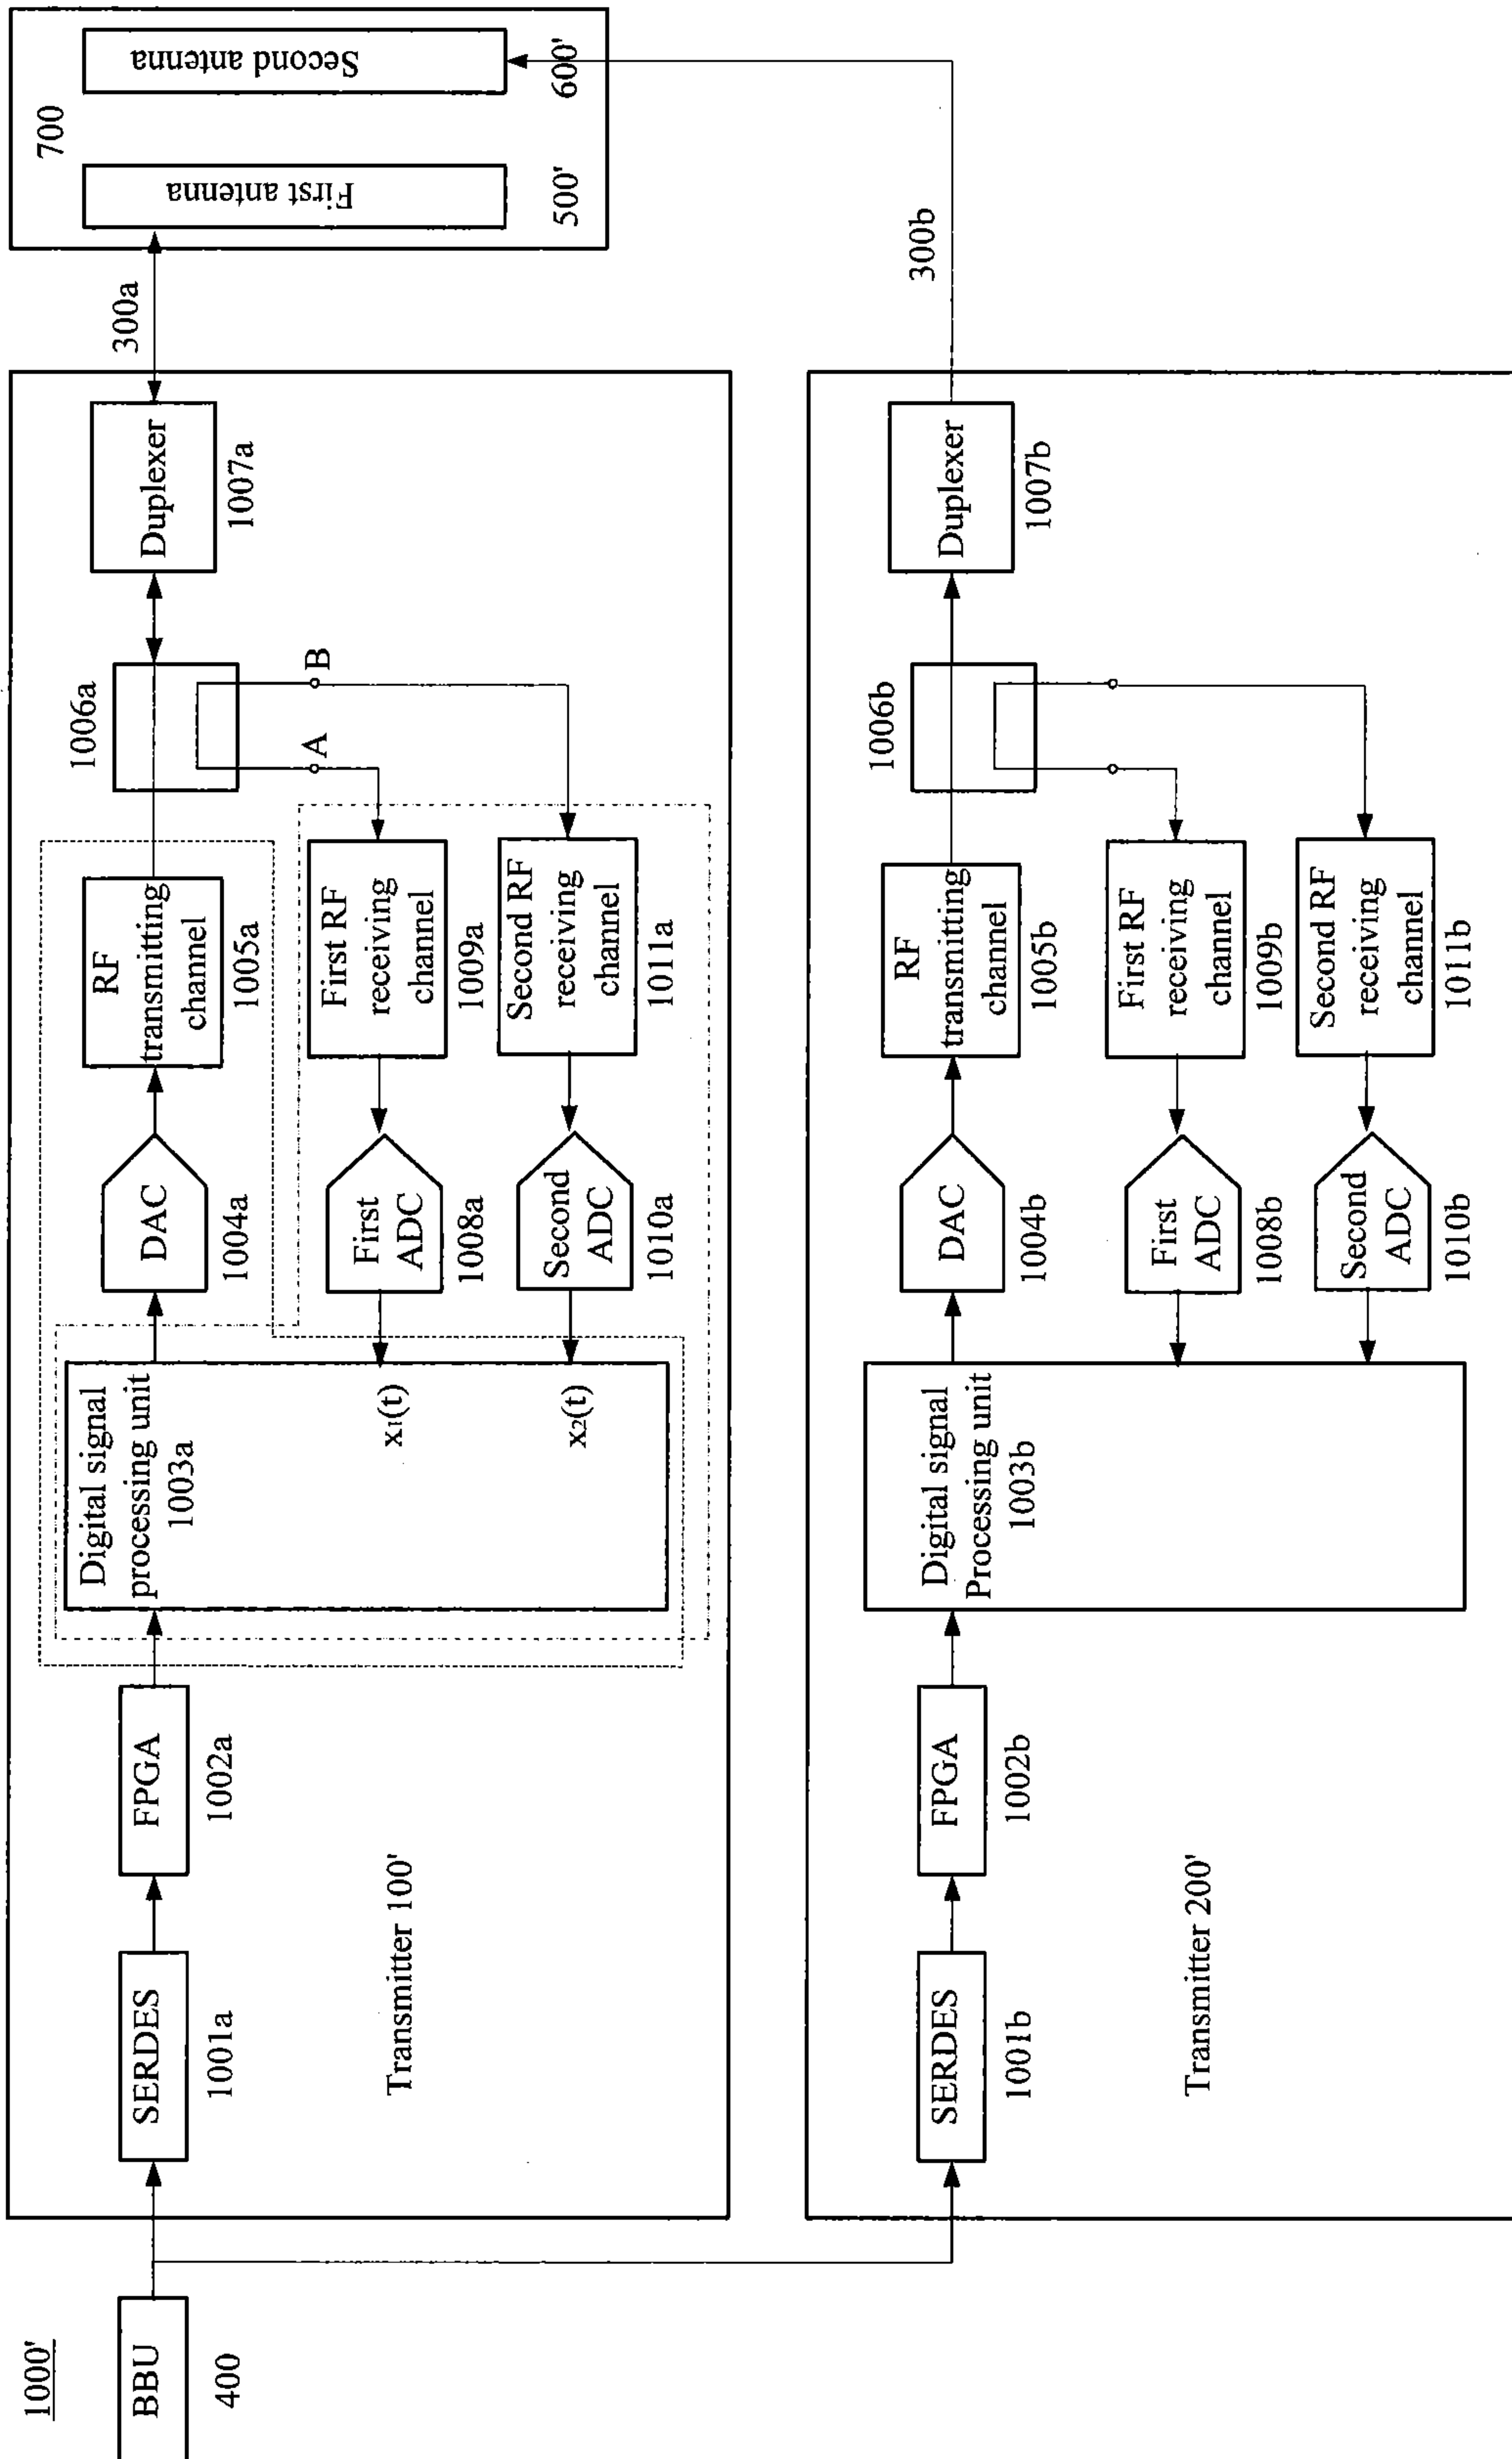 1000'
BBU
400
SERDES
1001a
FPGA
1002a
Digital signal
processing unit
1003a
x₁(t)
x₂(t)
DAC
1004a
RF
transmitting
channel
1005a
1006a
A
B
Duplexer
1007a
First
ADC
1008a
First RF
receiving
channel
1009a
Second
ADC
1010a
Second RF
receiving
channel
1011a
Transmitter 100'
300a
700
First antenna
500'
Second antenna
600'
300b
SERDES
1001b
FPGA
1002b
Digital signal
Processing unit
1003b
DAC
1004b
RF
transmitting
channel
1005b
1006b
Duplexer
1007b
First
ADC
1008b
First RF
receiving
channel
1009b
Second
ADC
1010b
Second RF
receiving
channel
1011b
Transmitter 200'